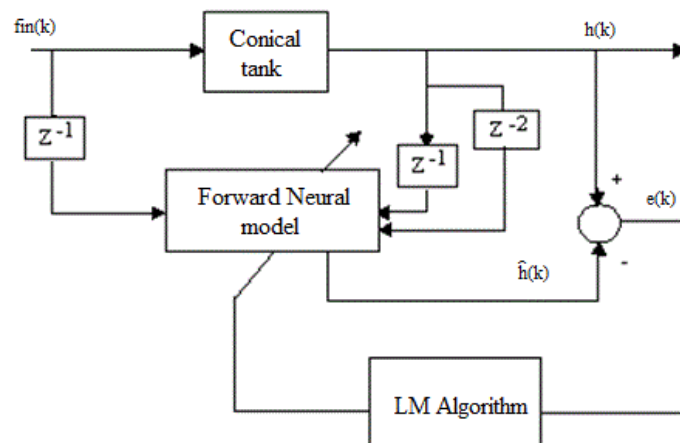 fin(k)
Conical
tank
h(k)
Z⁻¹
Z⁻¹
Z⁻²
Forward Neural
model
+
e(k)
-
ĥ(k)
LM Algorithm